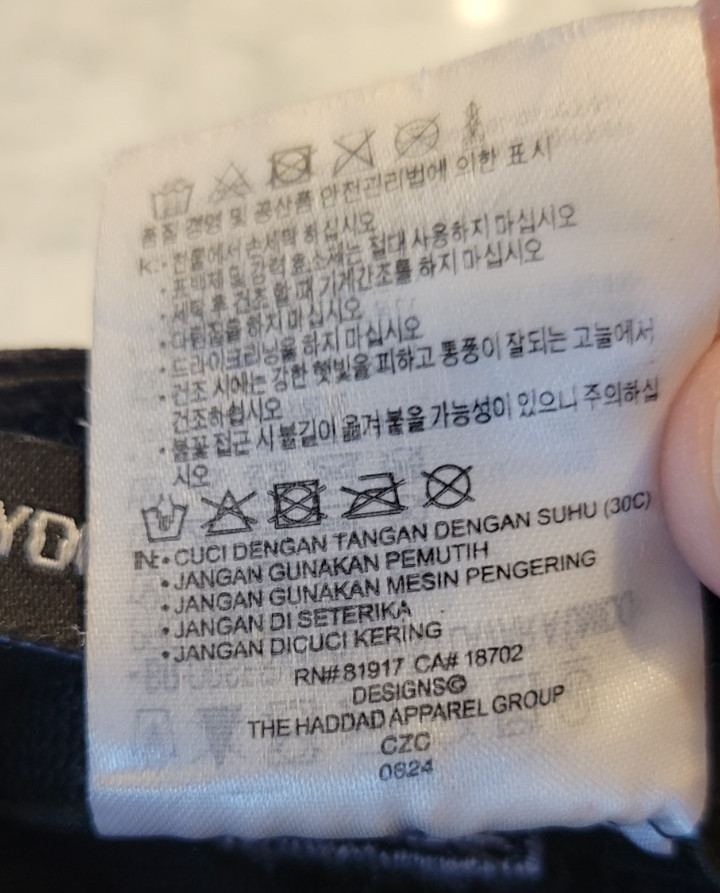 품질 경영 및 공산품 안전관리법에 의한 표시
K: • 찬물에서 손세탁 하십시오
• 표백제 및 강력 효소세는 절대 사용하지 마십시오
• 세탁 후 건조 할 때 기계건조를 하지 마십시오
• 다림질을 하지 마십시오
• 드라이크리닝을 하지 마십시오
• 건조 시에는 강한 햇빛을 피하고 통풍이 잘되는 그늘에서
건조하십시오
• 불꽃 접근 시 불길이 옮겨 붙을 가능성이 있으니 주의하십
시오
IN: • CUCI DENGAN TANGAN DENGAN SUHU (30C)
• JANGAN GUNAKAN PEMUTIH
• JANGAN GUNAKAN MESIN PENGERING
• JANGAN DI SETERIKA
• JANGAN DICUCI KERING
RN# 81917 CA# 18702
DESIGNS©
THE HADDAD APPAREL GROUP
CZC
0824